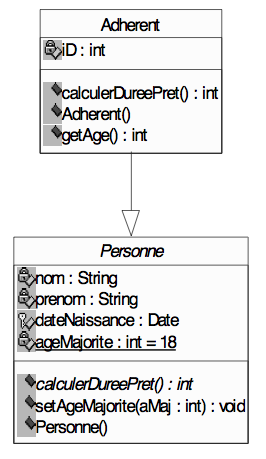 Adherent
iD : int
calculerDureePret() : int
Adherent()
getAge() : int
Personne
nom : String
prenom : String
dateNaissance : Date
ageMajorite : int = 18
calculerDureePret() : int
setAgeMajorite(aMaj : int) : void
Personne()